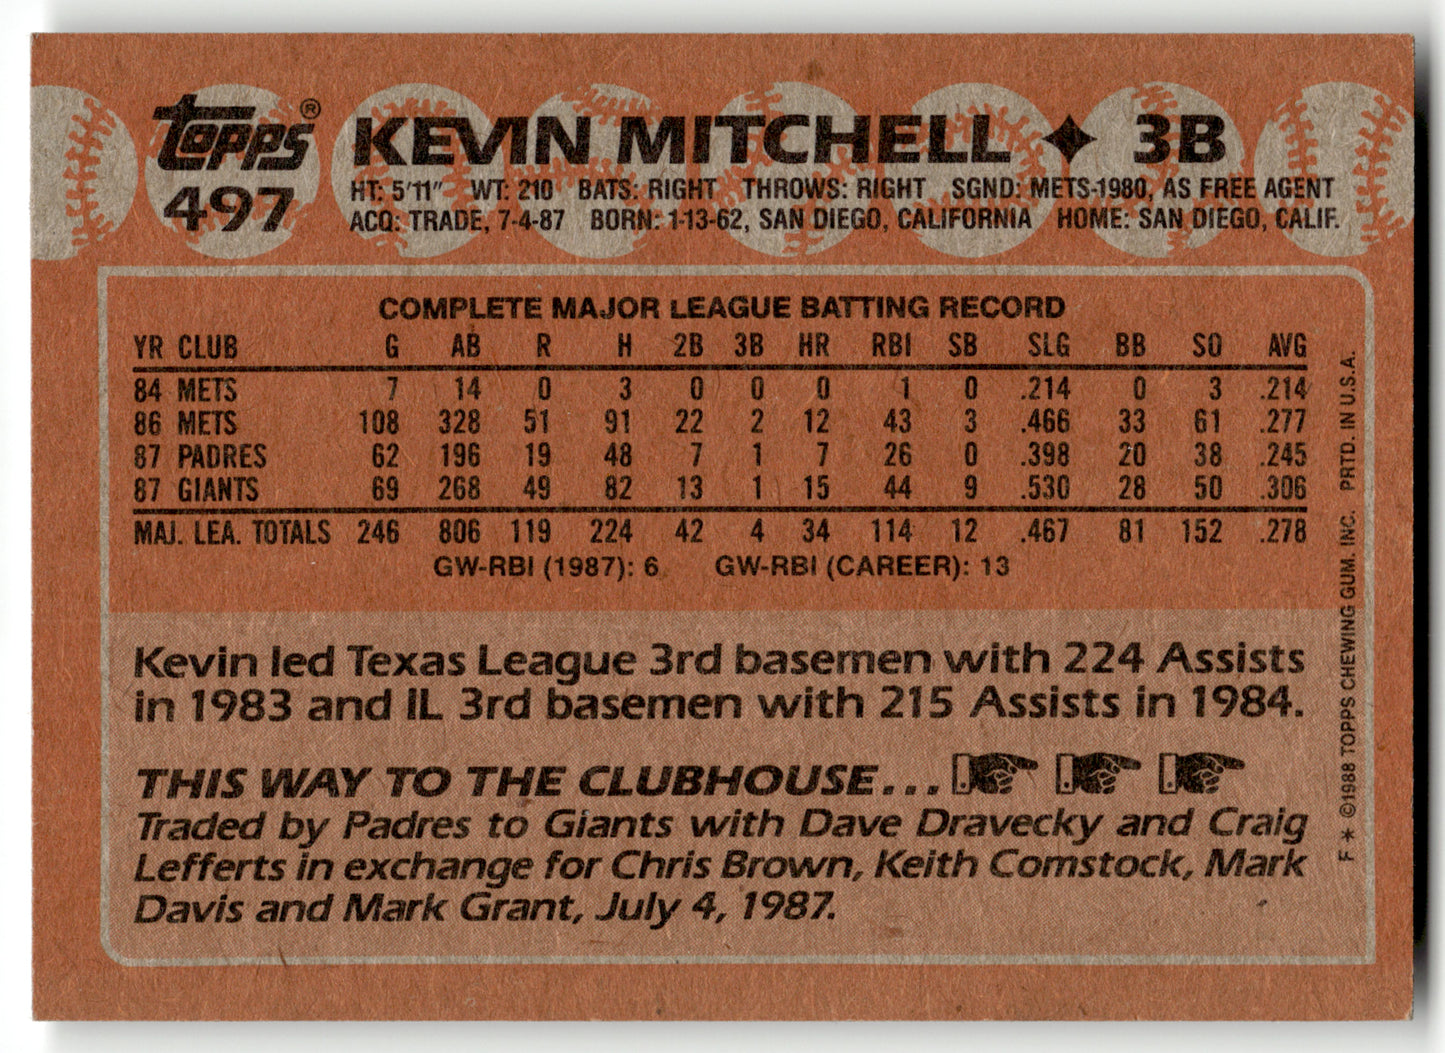 topps®
497
KEVIN MITCHELL ♦ 3B
HT: 5'11" WT: 210 BATS: RIGHT THROWS: RIGHT SGND: METS-1980, AS FREE AGENT
ACQ: TRADE, 7-4-87 BORN: 1-13-62, SAN DIEGO, CALIFORNIA HOME: SAN DIEGO, CALIF.
COMPLETE MAJOR LEAGUE BATTING RECORD
YR CLUB G AB R H 2B 3B HR RBI SB SLG BB SO AVG
84 METS 7 14 0 3 0 0 0 1 0 .214 0 3 .214
86 METS 108 328 51 91 22 2 12 43 3 .466 33 61 .277
87 PADRES 62 196 19 48 7 1 7 26 0 .398 20 38 .245
87 GIANTS 69 268 49 82 13 1 15 44 9 .530 28 50 .306
MAJ. LEA. TOTALS 246 806 119 224 42 4 34 114 12 .467 81 152 .278
GW-RBI (1987): 6 GW-RBI (CAREER): 13
Kevin led Texas League 3rd basemen with 224 Assists
in 1983 and IL 3rd basemen with 215 Assists in 1984.
THIS WAY TO THE CLUBHOUSE...
Traded by Padres to Giants with Dave Dravecky and Craig
Lefferts in exchange for Chris Brown, Keith Comstock, Mark
Davis and Mark Grant, July 4, 1987.
F * ©1988 TOPPS CHEWING GUM, INC. PRTD. IN U.S.A.